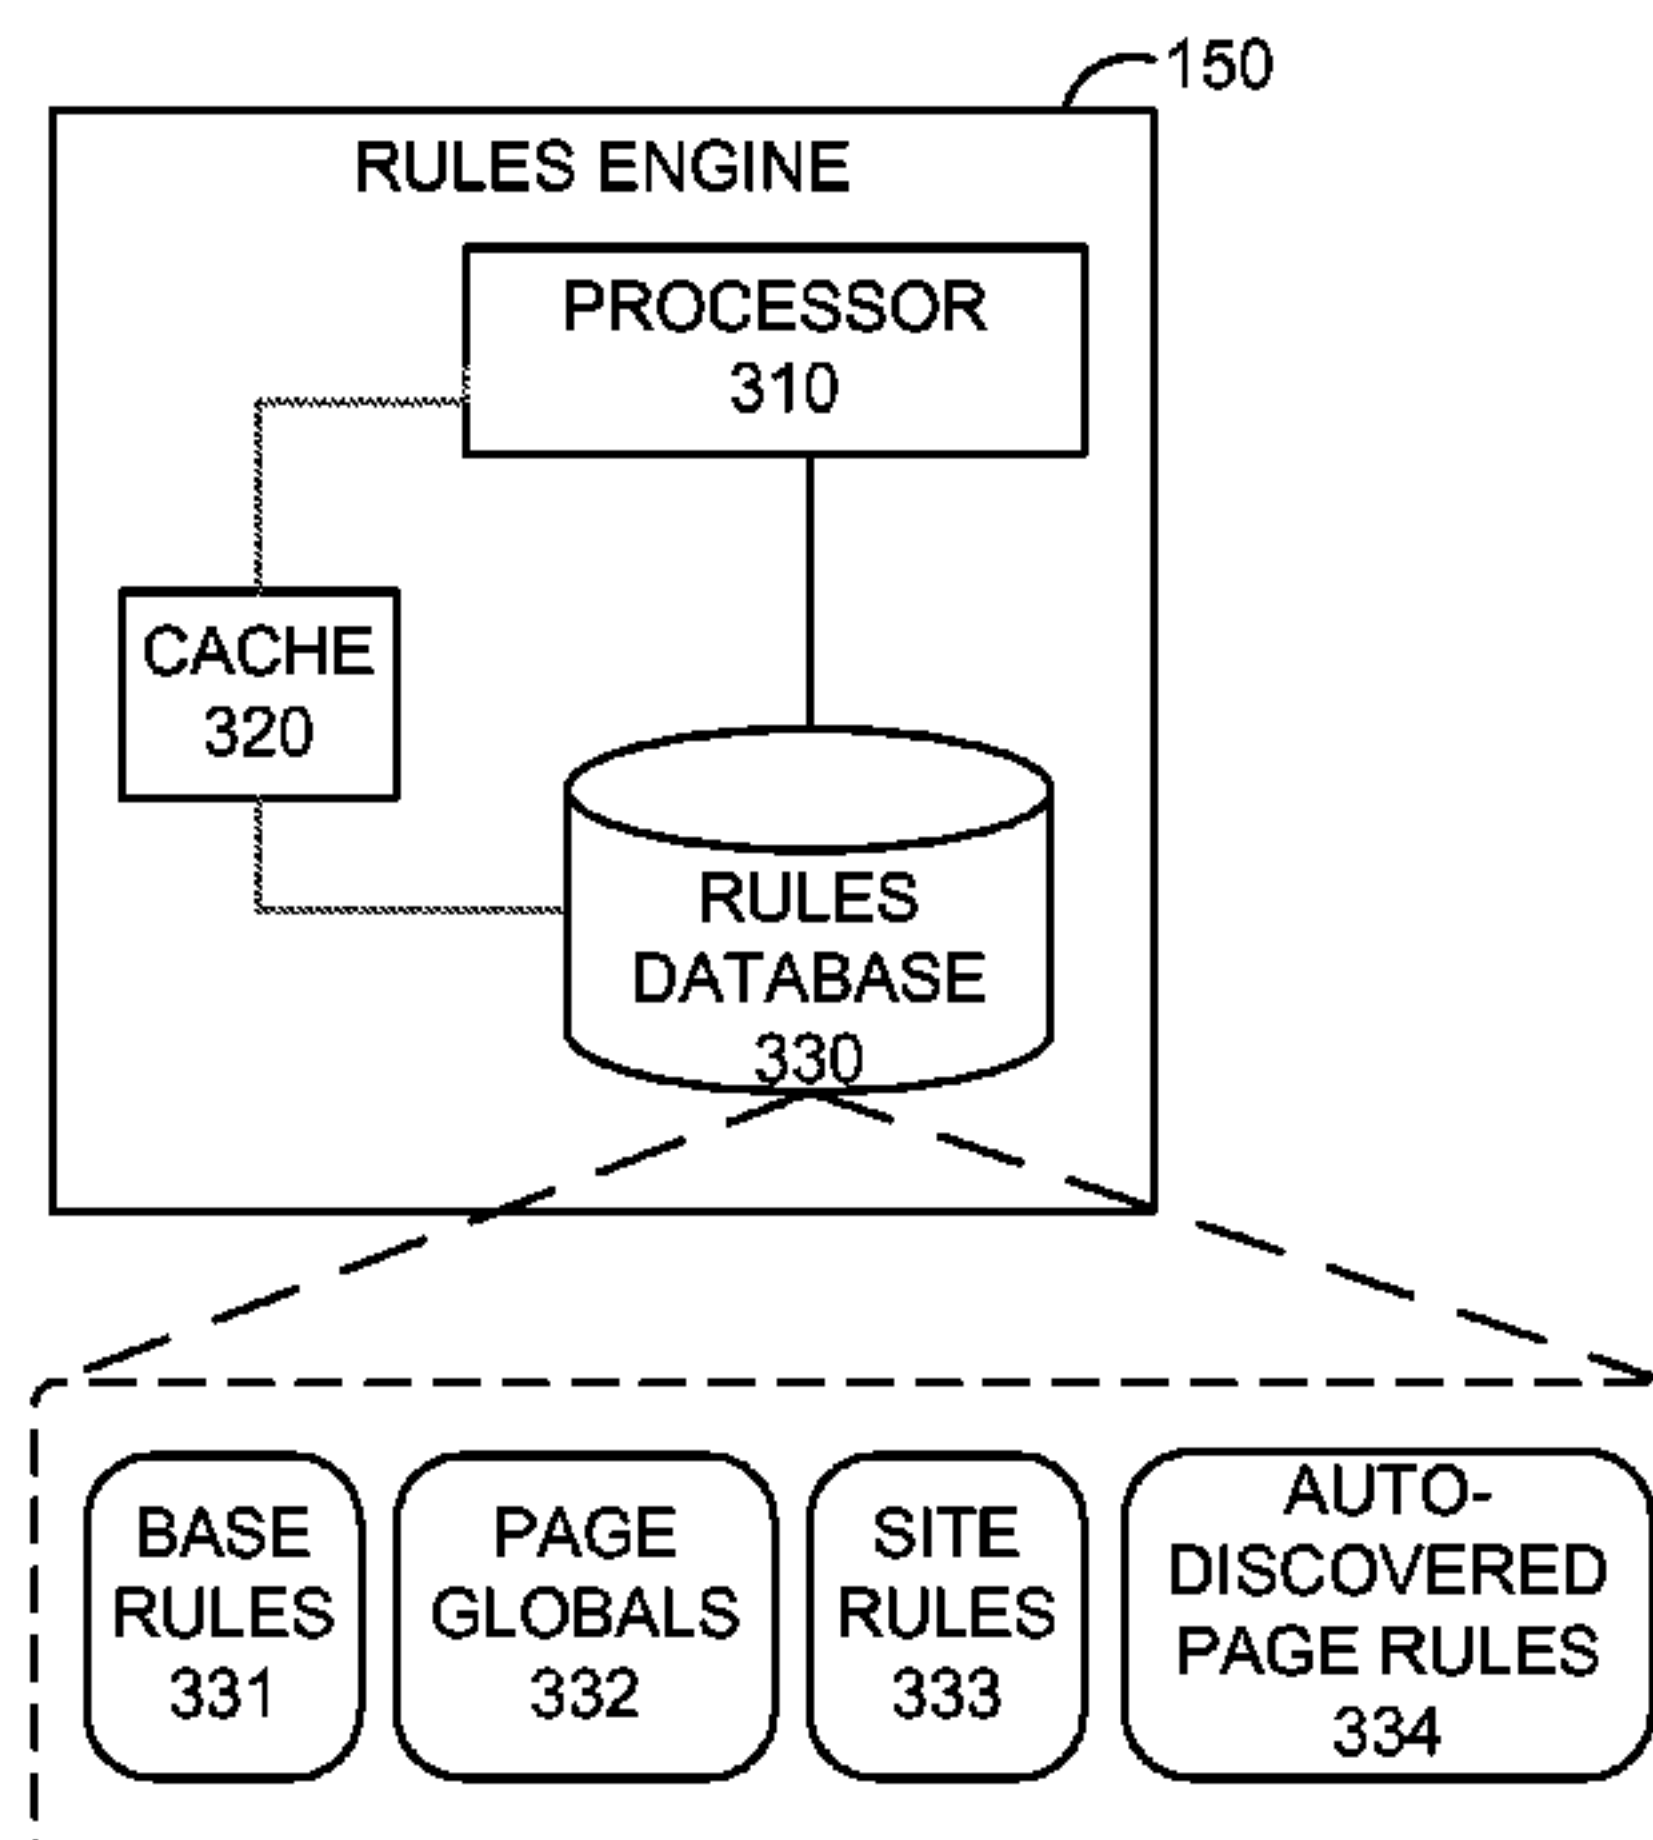 150
RULES ENGINE
PROCESSOR
310
CACHE
320
RULES
DATABASE
330
BASE
RULES
331
PAGE
GLOBALS
332
SITE
RULES
333
AUTO-
DISCOVERED
PAGE RULES
334